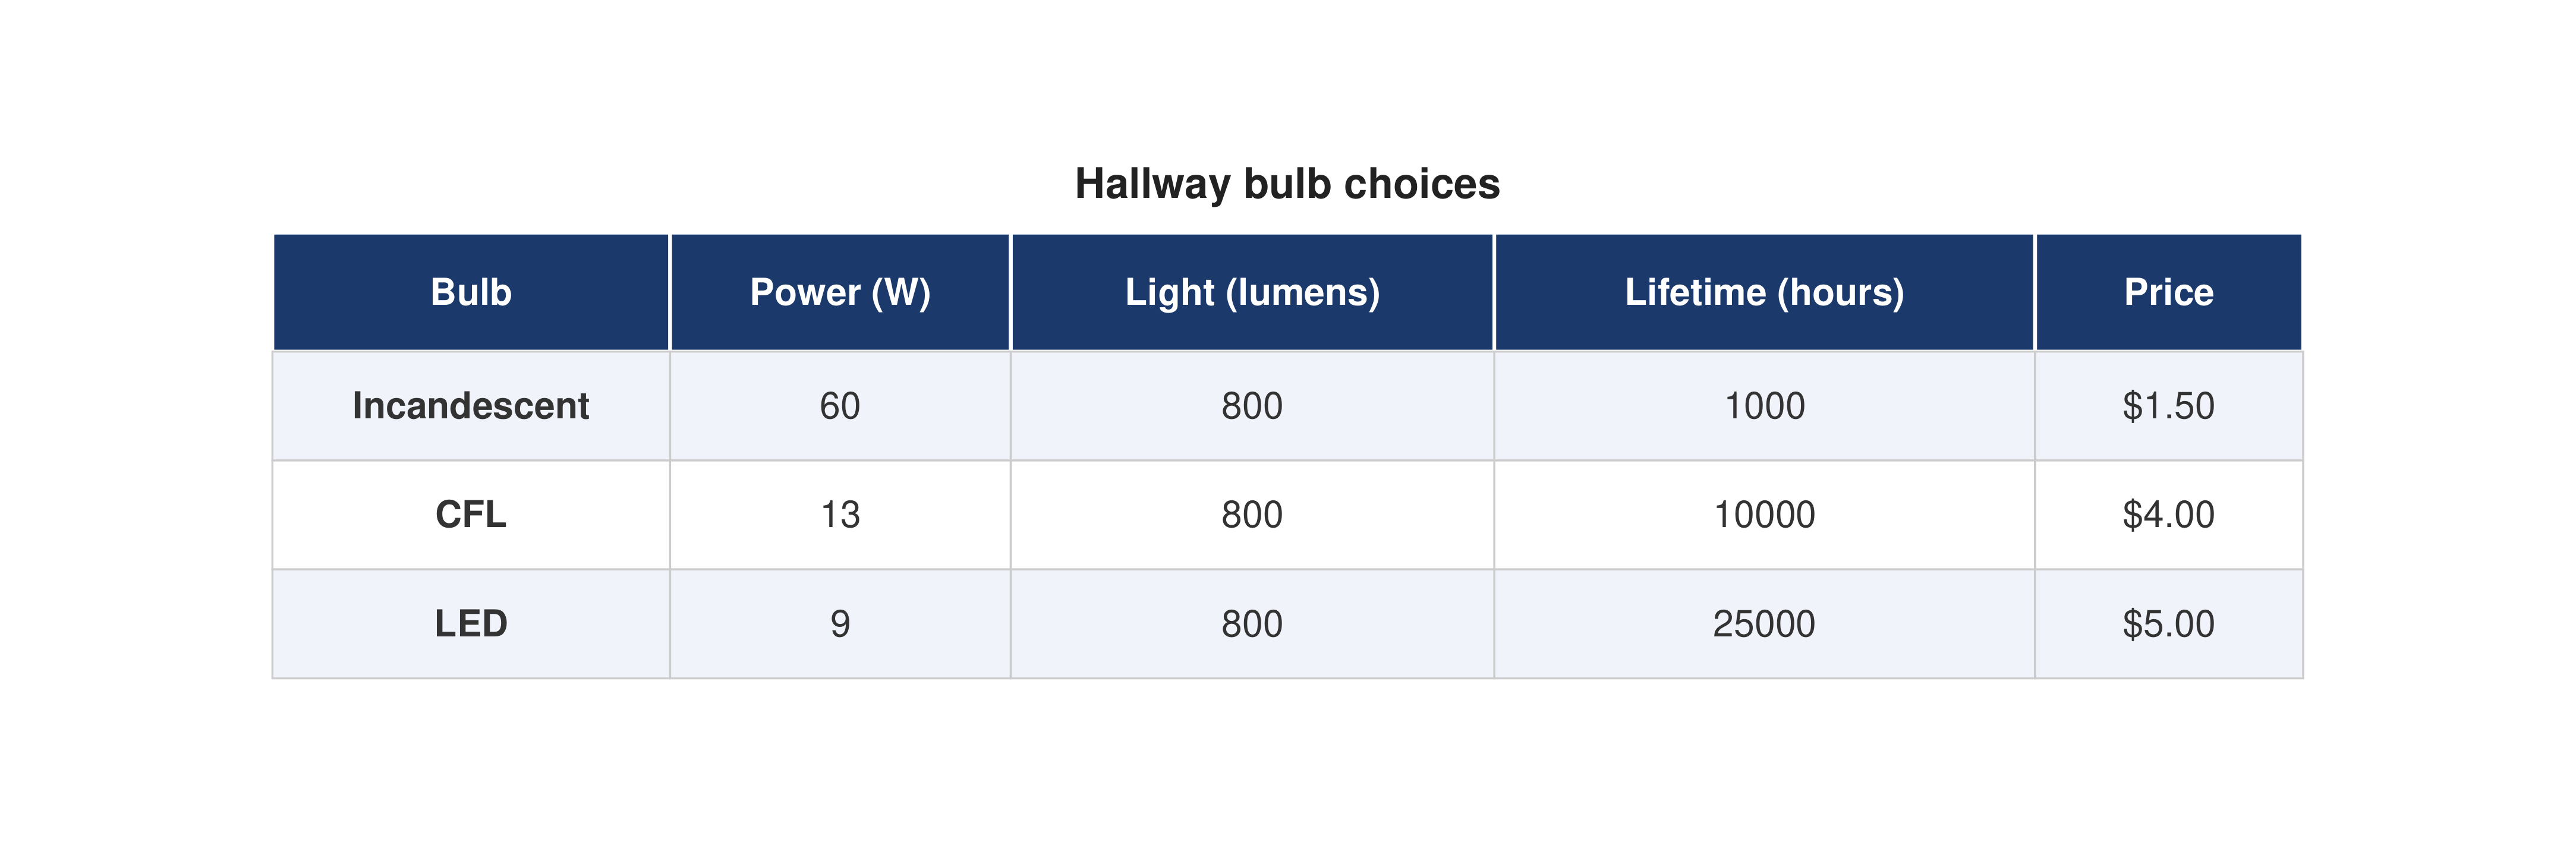 Hallway bulb choices
Bulb Power (W) Light (lumens) Lifetime (hours) Price
Incandescent 60 800 1000 $1.50
CFL 13 800 10000 $4.00
LED 9 800 25000 $5.00